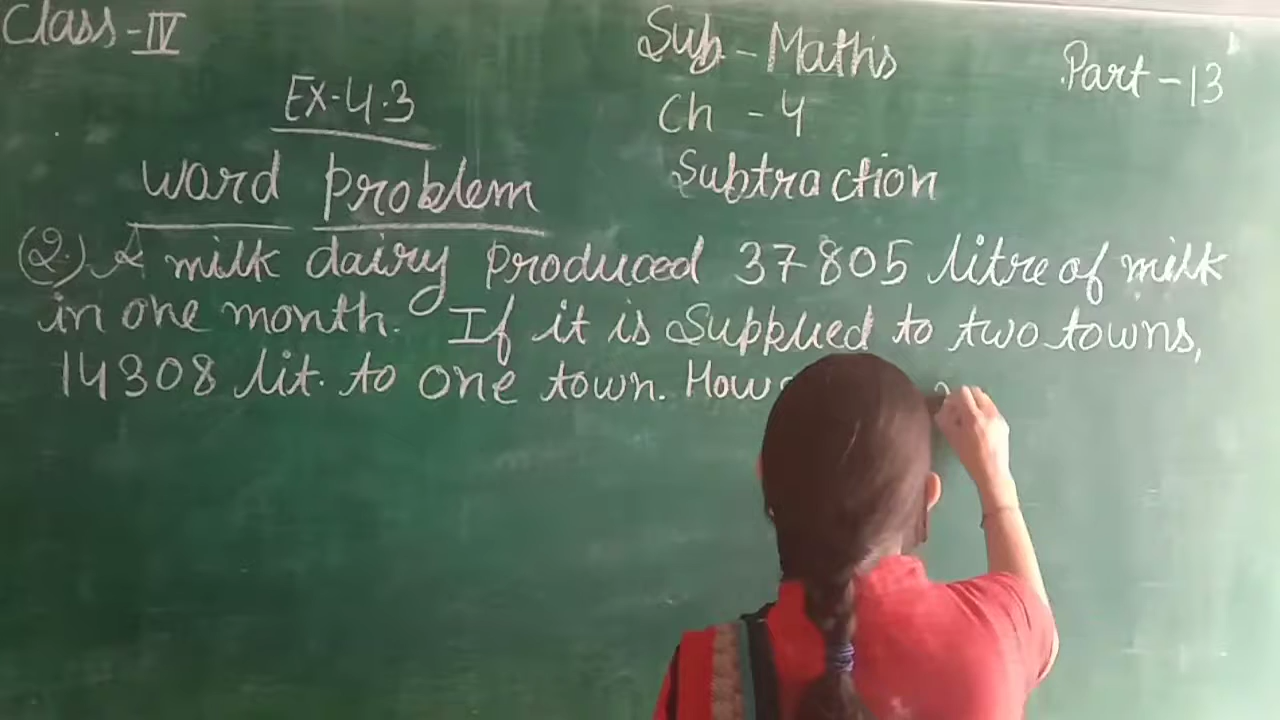 Class-IV
Sub.-Maths
Part-13
Ex-4.3
Ch - 4
word problem
Subtraction
(2.) A milk dairy produced 37805 litre of milk
in one month. If it is Supplied to two towns,
14308 lit. to one town. How